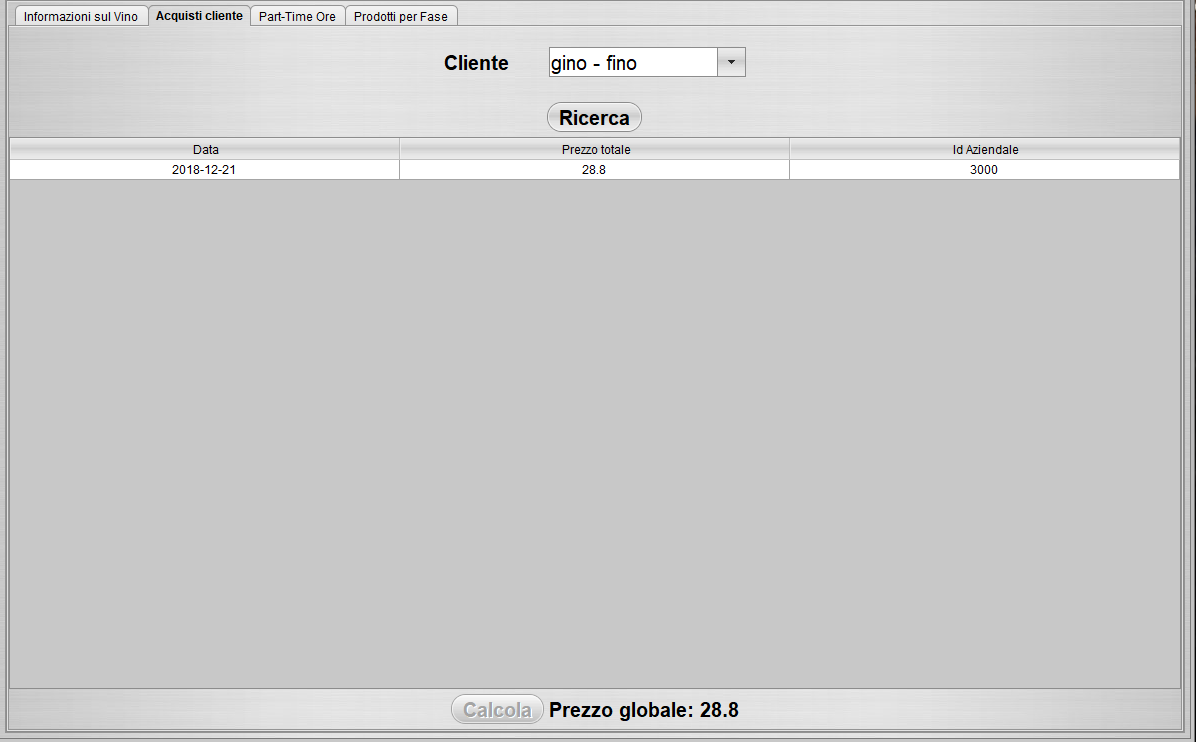 Informazioni sul Vino Acquisti cliente Part-Time Ore Prodotti per Fase
Cliente gino - fino
Ricerca
Data Prezzo totale Id Aziendale
2018-12-21 28.8 3000
Calcola Prezzo globale: 28.8